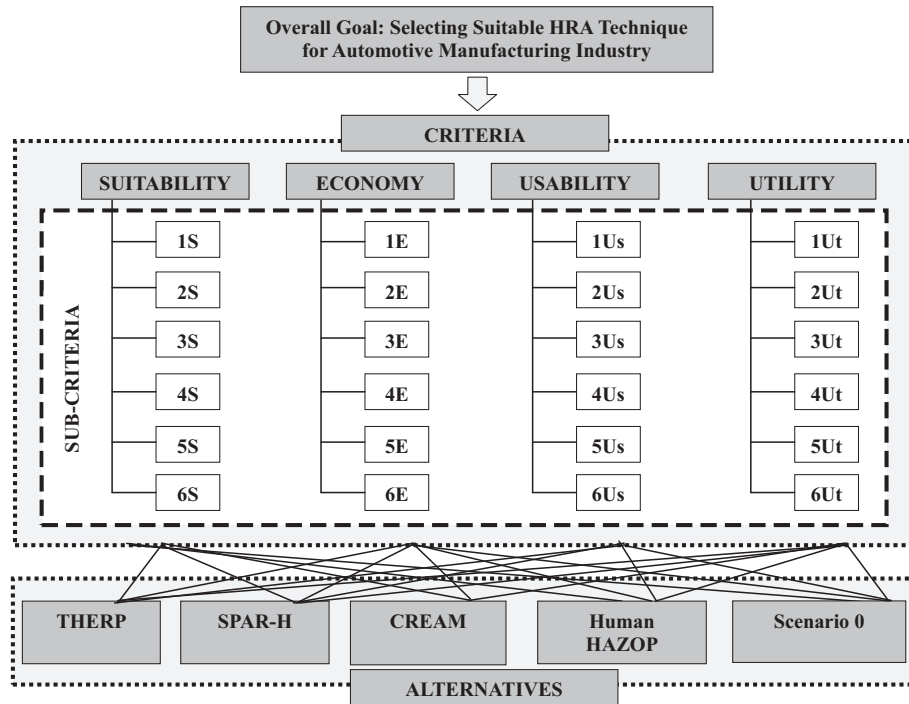 Overall Goal: Selecting Suitable HRA Technique
for Automotive Manufacturing Industry
CRITERIA
SUITABILITY
ECONOMY
USABILITY
UTILITY
SUB-CRITERIA
1S
1E
1Us
1Ut
2S
2E
2Us
2Ut
3S
3E
3Us
3Ut
4S
4E
4Us
4Ut
5S
5E
5Us
5Ut
6S
6E
6Us
6Ut
THERP
SPAR-H
CREAM
Human
HAZOP
Scenario 0
ALTERNATIVES